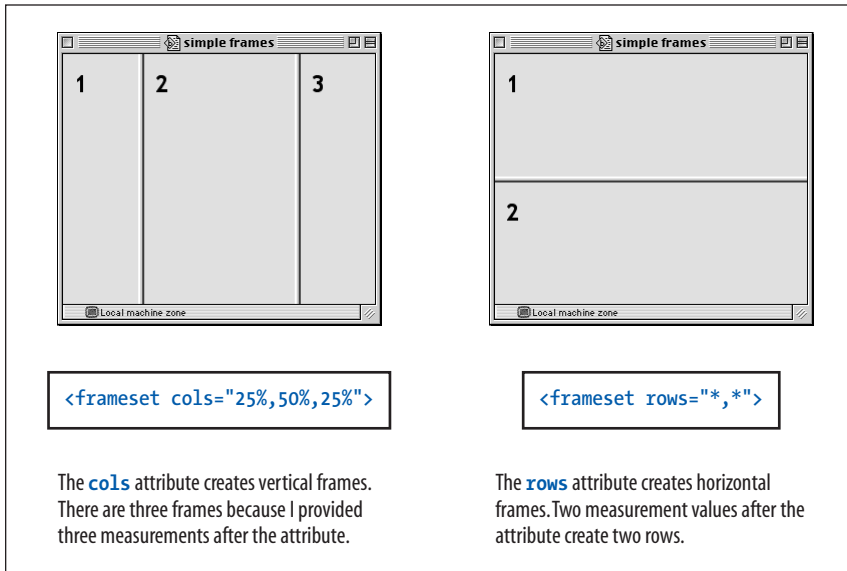 simple frames
1
2
3
Local machine zone
<frameset cols="25%,50%,25%">
The cols attribute creates vertical frames.
There are three frames because I provided
three measurements after the attribute.
simple frames
1
2
Local machine zone
<frameset rows="*,*">
The rows attribute creates horizontal
frames. Two measurement values after the
attribute create two rows.